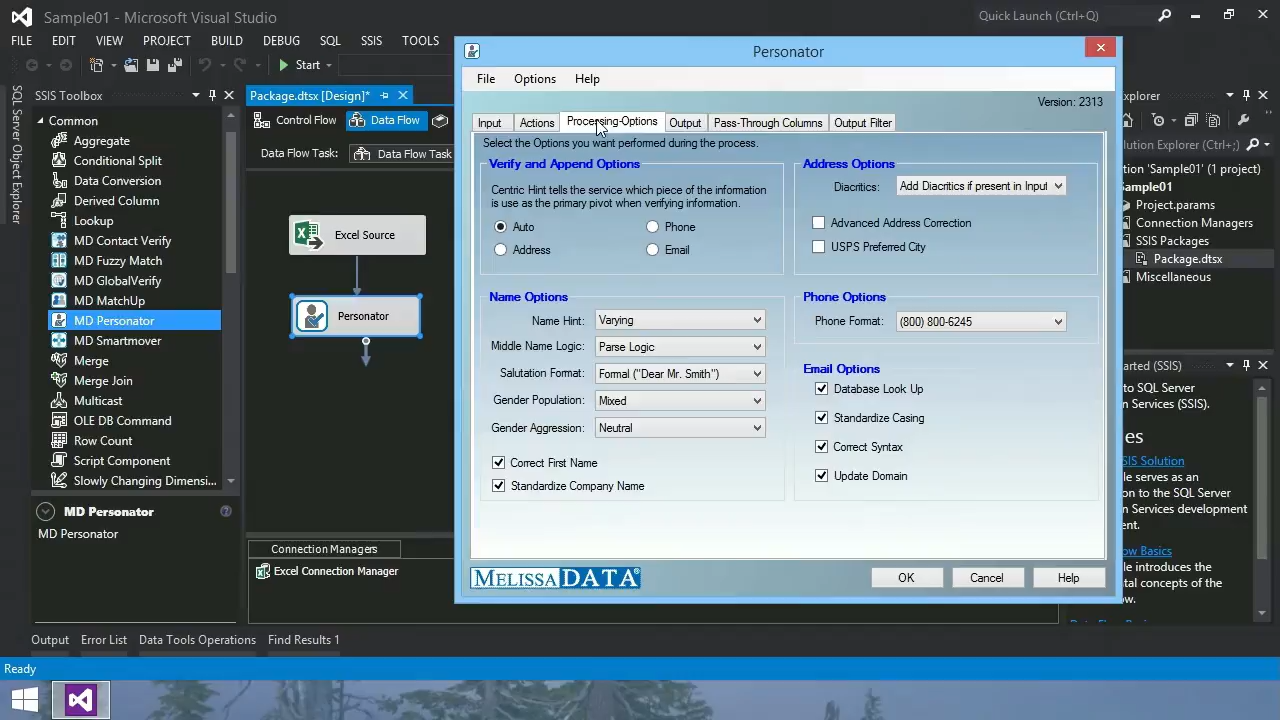 Sample01 - Microsoft Visual Studio
Quick Launch (Ctrl+Q)
FILE EDIT VIEW PROJECT BUILD DEBUG SQL SSIS TOOLS
Start
SQL Server Object Explorer
SSIS Toolbox
Common
Aggregate
Conditional Split
Data Conversion
Derived Column
Lookup
MD Contact Verify
MD Fuzzy Match
MD GlobalVerify
MD MatchUp
MD Personator
MD Smartmover
Merge
Merge Join
Multicast
OLE DB Command
Row Count
Script Component
Slowly Changing Dimensi...
MD Personator
MD Personator
Package.dtsx [Design]*
Control Flow Data Flow
Data Flow Task: Data Flow Task
Excel Source
Personator
Connection Managers
Excel Connection Manager
Personator
File Options Help
Version: 2313
Input Actions Processing-Options Output Pass-Through Columns Output Filter
Select the Options you want performed during the process.
Verify and Append Options
Centric Hint tells the service which piece of the information
is use as the primary pivot when verifying information.
Auto Phone
Address Email
Name Options
Name Hint: Varying
Middle Name Logic: Parse Logic
Salutation Format: Formal ("Dear Mr. Smith")
Gender Population: Mixed
Gender Aggression: Neutral
Correct First Name
Standardize Company Name
Address Options
Diacritics: Add Diacritics if present in Input
Advanced Address Correction
USPS Preferred City
Phone Options
Phone Format: (800) 800-6245
Email Options
Database Look Up
Standardize Casing
Correct Syntax
Update Domain
MELISSADATA®
OK Cancel Help
Explorer
olution Explorer (Ctrl+;)
tion 'Sample01' (1 project)
ample01
Project.params
Connection Managers
SSIS Packages
Package.dtsx
Miscellaneous
arted (SSIS)
to SQL Server
n Services (SSIS).
es
SIS Solution
le serves as an
on to the SQL Server
n Services development
ent.
ow Basics
le introduces the
ntal concepts of the
ow.
Output Error List Data Tools Operations Find Results 1
Ready